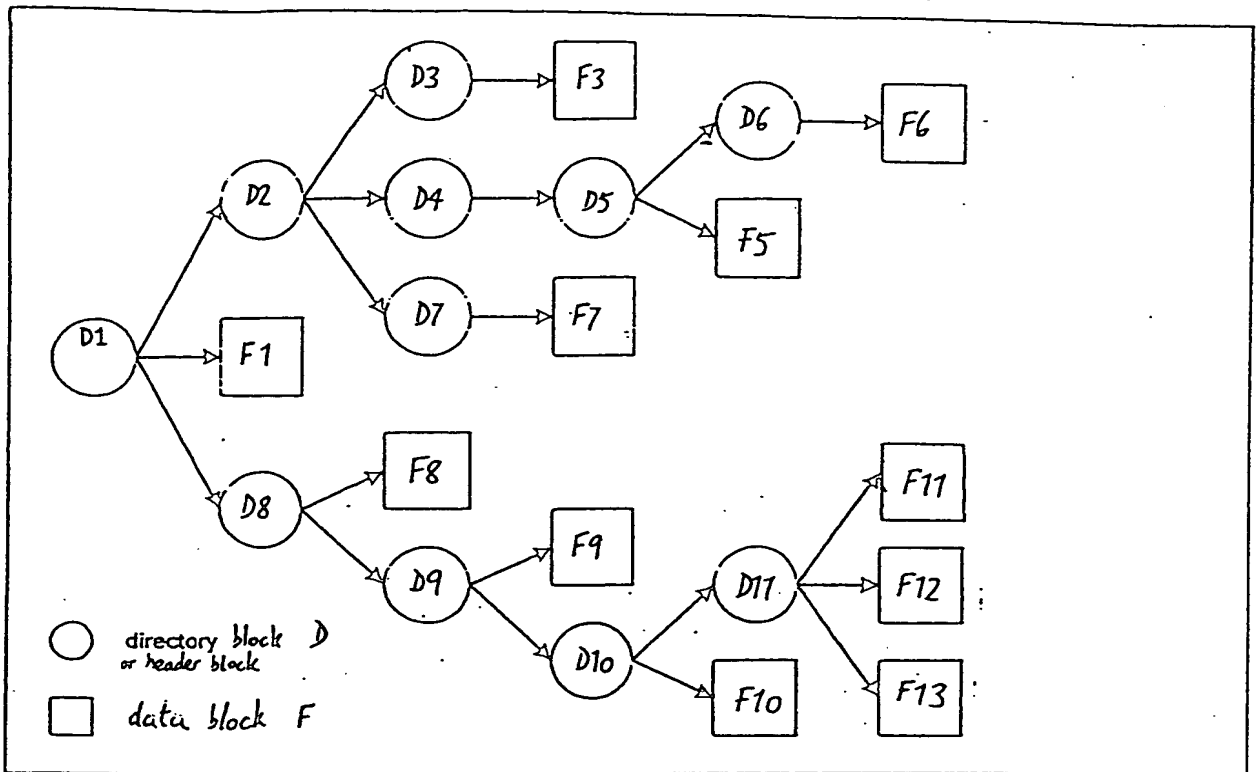 D3
F3
D6
F6
D2
D4
D5
F5
D7
F7
D1
F1
F8
D8
F11
F9
D9
D11
F12
D10
F10
F13
directory block D
or header block
data block F